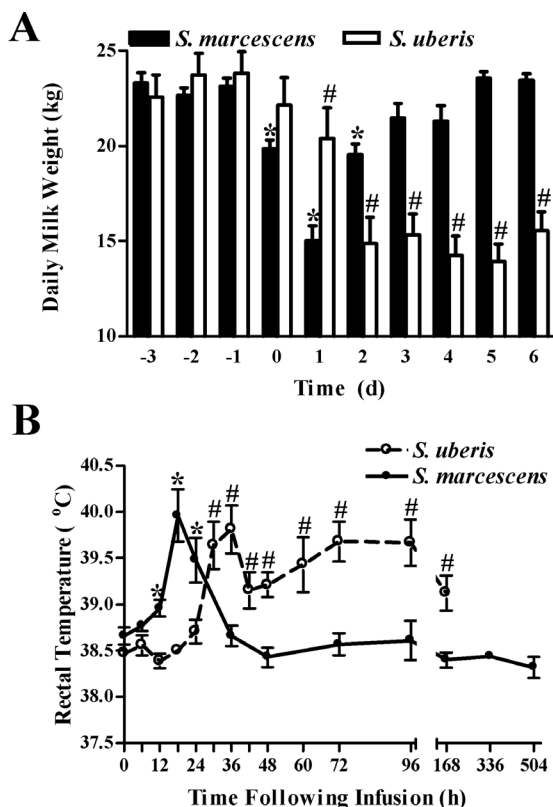 A
S. marcescens
S. uberis
25
20
15
10
Daily Milk Weight (kg)
* # * * # # # # #
-3 -2 -1 0 1 2 3 4 5 6
Time (d)
B
S. uberis
S. marcescens
40.5
40.0
39.5
39.0
38.5
38.0
37.5
Rectal Temperature ( °C)
* * * # # # # # # # #
0 12 24 36 48 60 72 96 168 336 504
Time Following Infusion (h)